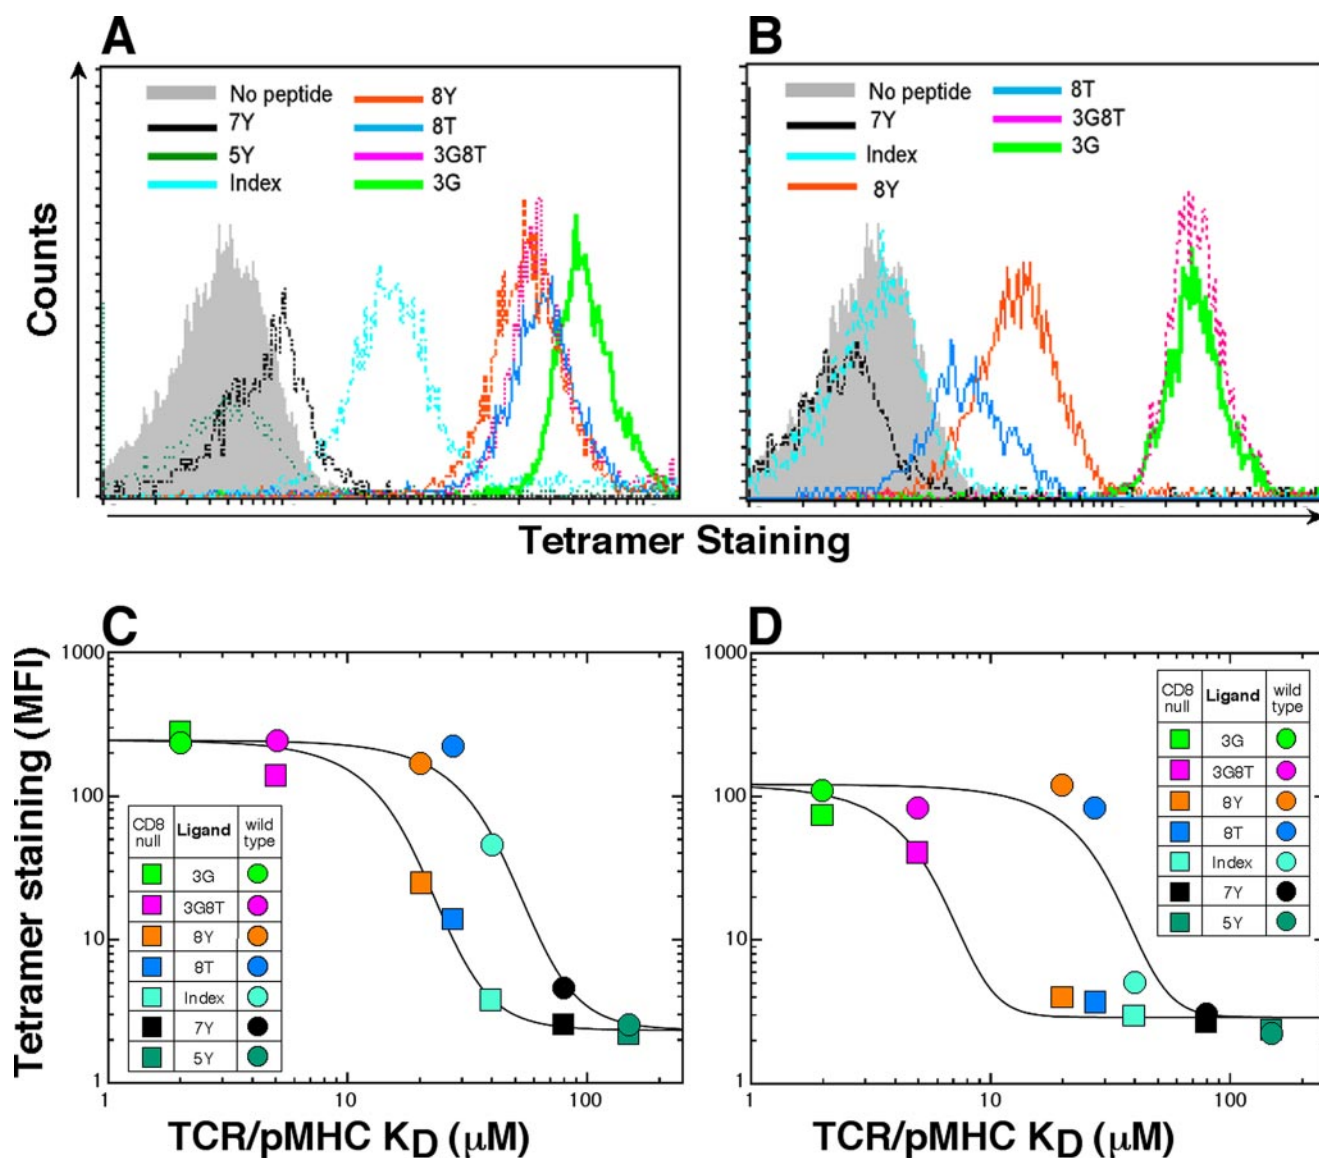 A
B
No peptide
7Y
5Y
Index
8Y
8T
3G8T
3G
No peptide
7Y
Index
8Y
8T
3G8T
3G
Counts
Tetramer Staining
C
D
Tetramer staining (MFI)
1000
100
10
1
CD8 null Ligand wild type
3G
3G8T
8Y
8T
Index
7Y
5Y
1 10 100
TCR/pMHC KD (μM)
1000
100
10
1
CD8 null Ligand wild type
3G
3G8T
8Y
8T
Index
7Y
5Y
1 10 100
TCR/pMHC KD (μM)